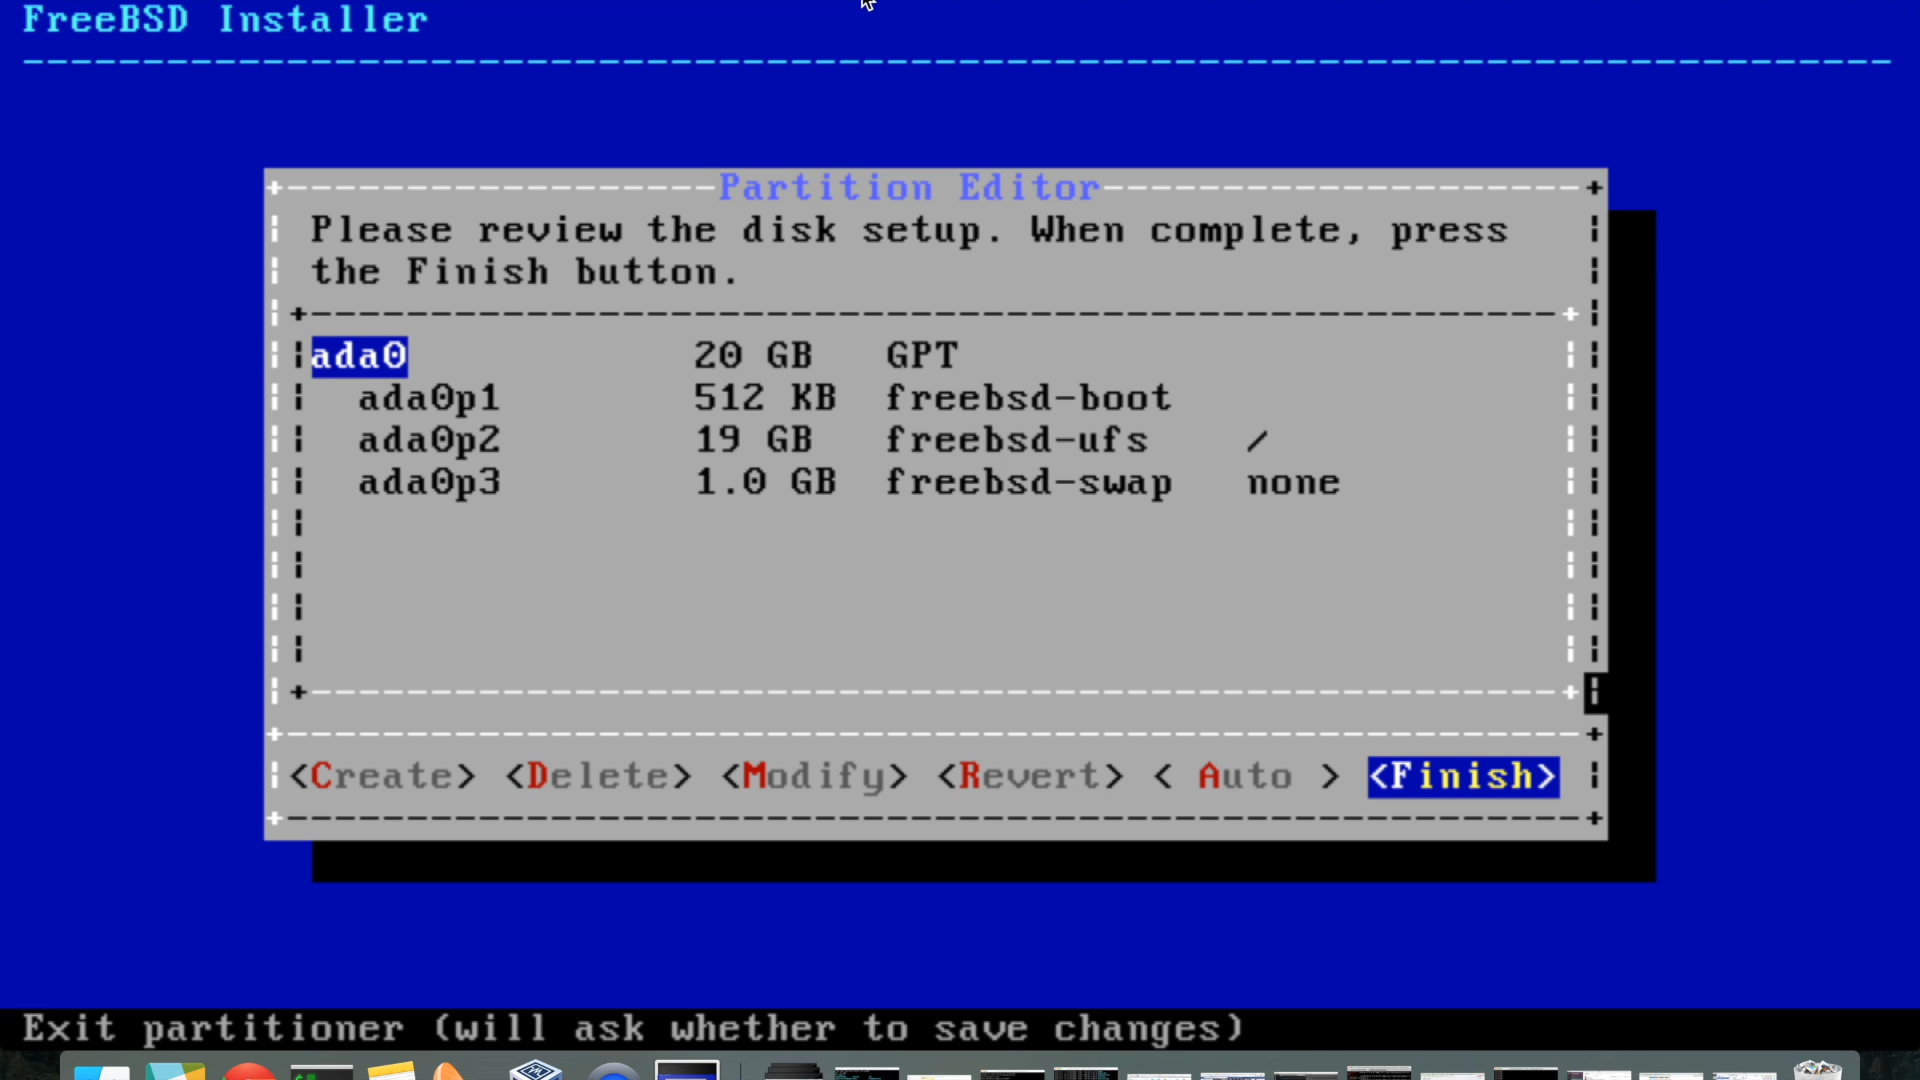 FreeBSD Installer
Partition Editor
Please review the disk setup. When complete, press
the Finish button.
ada0 20 GB GPT
ada0p1 512 KB freebsd-boot
ada0p2 19 GB freebsd-ufs /
ada0p3 1.0 GB freebsd-swap none
<Create> <Delete> <Modify> <Revert> < Auto > <Finish>
Exit partitioner (will ask whether to save changes)